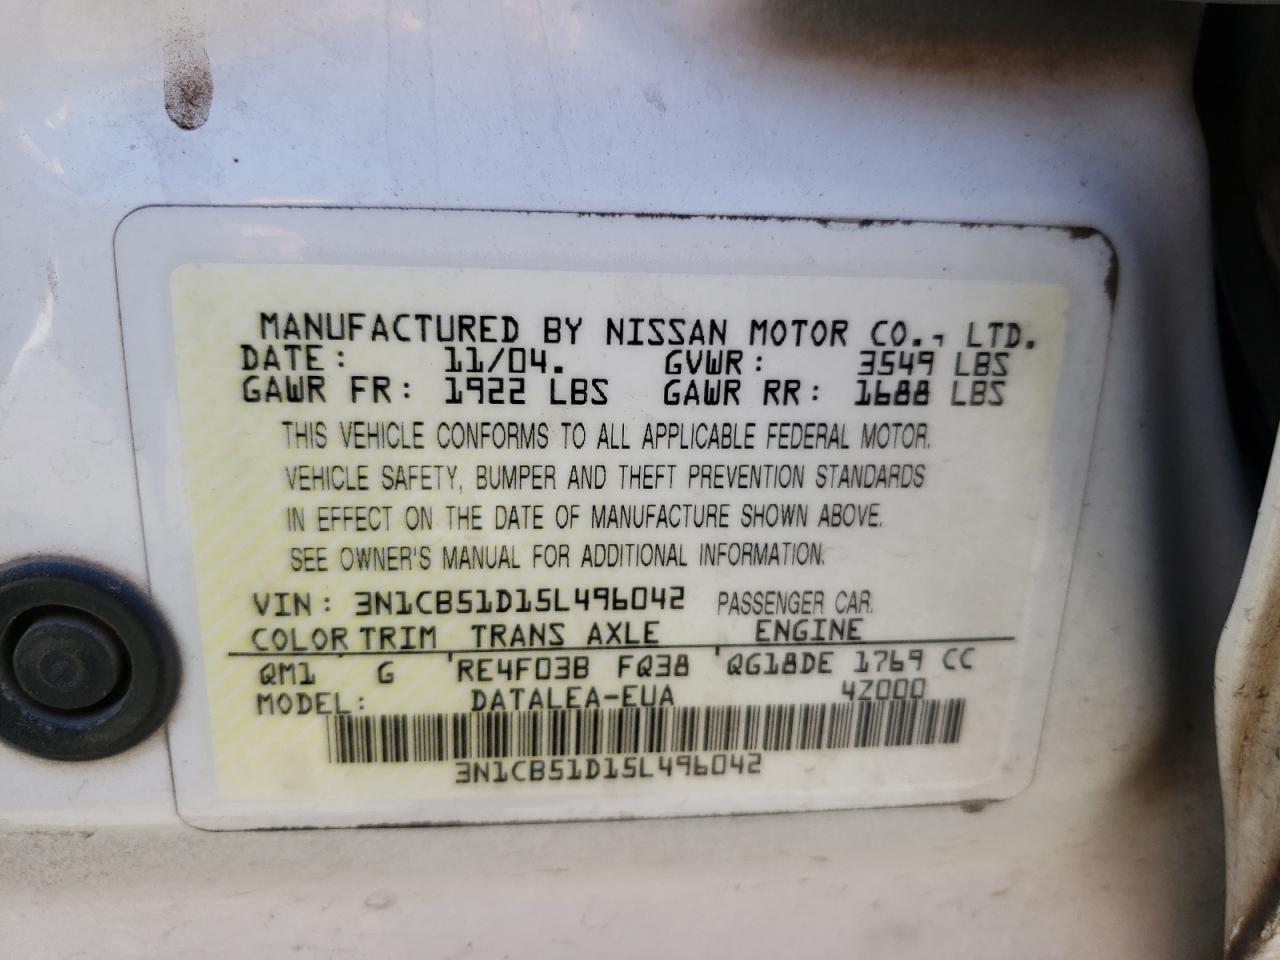 MANUFACTURED BY NISSAN MOTOR CO., LTD.
DATE: 11/04. GVWR: 3549 LBS
GAWR FR: 1922 LBS GAWR RR: 1688 LBS
THIS VEHICLE CONFORMS TO ALL APPLICABLE FEDERAL MOTOR.
VEHICLE SAFETY, BUMPER AND THEFT PREVENTION STANDARDS
IN EFFECT ON THE DATE OF MANUFACTURE SHOWN ABOVE.
SEE OWNER'S MANUAL FOR ADDITIONAL INFORMATION.
VIN: 3N1CB51D15L496042 PASSENGER CAR.
COLOR TRIM TRANS AXLE ENGINE
QM1 G RE4F03B FQ38 QG18DE 1769 CC
MODEL: DATALEA-EUA 4Z000
3N1CB51D15L496042